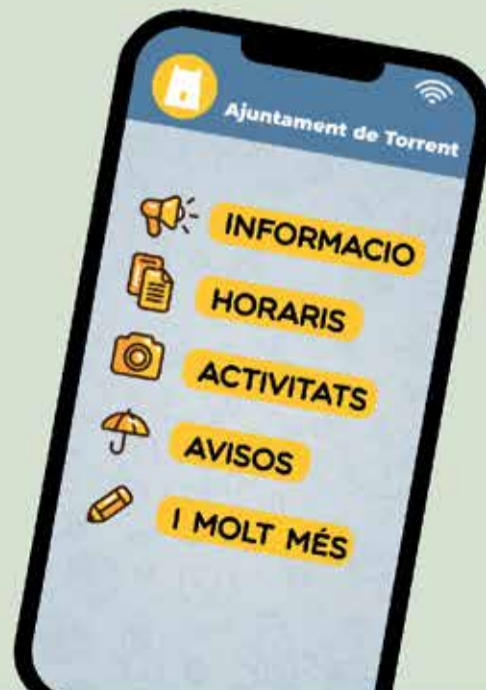 Ajuntament de Torrent
INFORMACIO
HORARIS
ACTIVITATS
AVISOS
I MOLT MÉS